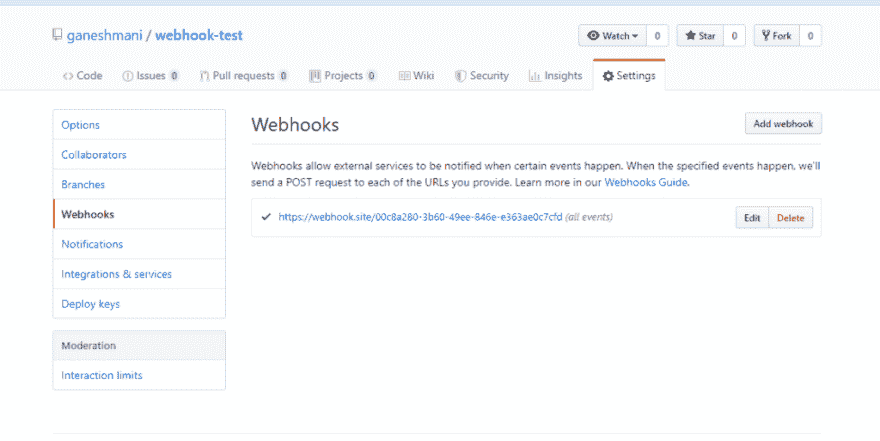 ganeshmani / webhook-test
Watch 0 Star 0 Fork 0
Code Issues 0 Pull requests 0 Projects 0 Wiki Security Insights Settings
Options
Collaborators
Branches
Webhooks
Notifications
Integrations & services
Deploy keys
Moderation
Interaction limits
Webhooks
Add webhook
Webhooks allow external services to be notified when certain events happen. When the specified events happen, we'll
send a POST request to each of the URLs you provide. Learn more in our Webhooks Guide.
https://webhook.site/00c8a280-3b60-49ee-846e-e363ae0c7cfd (all events) Edit Delete